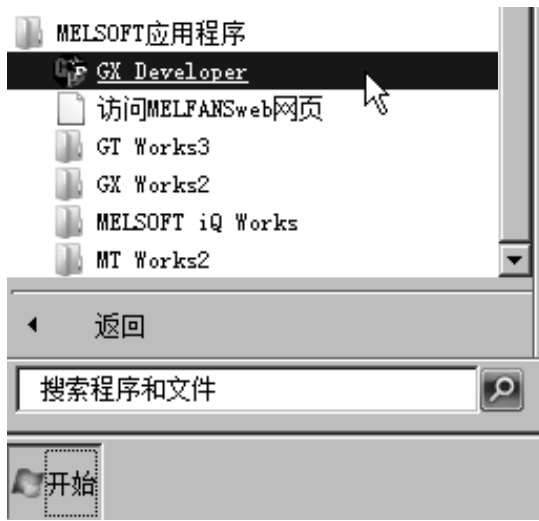 MELSOFT应用程序
GX Developer
访问MELFANSweb网页
GT Works3
GX Works2
MELSOFT iQ Works
MT Works2
返回
搜索程序和文件
开始